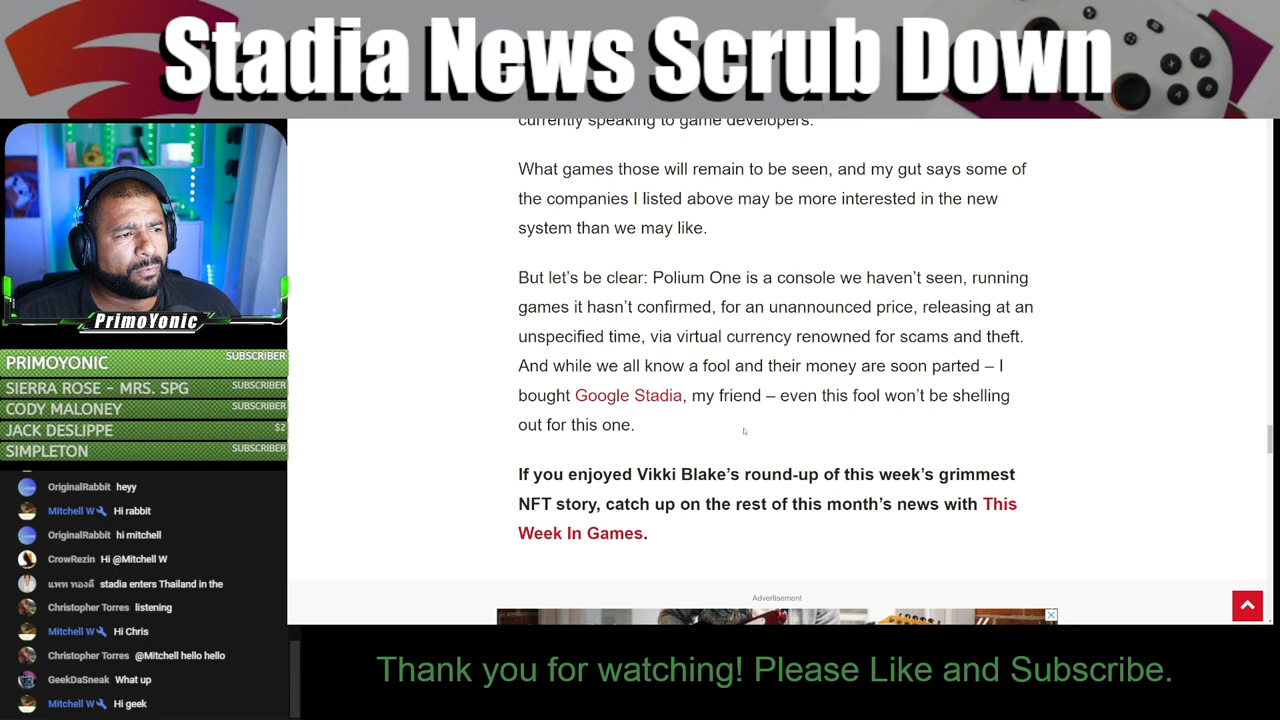 Stadia News Scrub Down
currently speaking to game developers.
What games those will remain to be seen, and my gut says some of
the companies I listed above may be more interested in the new
system than we may like.
But let’s be clear: Polium One is a console we haven’t seen, running
games it hasn’t confirmed, for an unannounced price, releasing at an
unspecified time, via virtual currency renowned for scams and theft.
And while we all know a fool and their money are soon parted – I
bought Google Stadia, my friend – even this fool won’t be shelling
out for this one.
If you enjoyed Vikki Blake’s round-up of this week’s grimmest
NFT story, catch up on the rest of this month’s news with This
Week In Games.
Advertisement
PrimoYonic
PRIMOYONIC SUBSCRIBER
SIERRA ROSE - MRS. SPG SUBSCRIBER
CODY MALONEY SUBSCRIBER
JACK DESLIPPE $2
SIMPLETON SUBSCRIBER
OriginalRabbit heyy
Mitchell W Hi rabbit
OriginalRabbit hi mitchell
CrowRezin Hi @Mitchell W
แพท ทองดี stadia enters Thailand in the
Christopher Torres listening
Mitchell W Hi Chris
Christopher Torres @Mitchell hello hello
GeekDaSneak What up
Mitchell W Hi geek
Thank you for watching! Please Like and Subscribe.